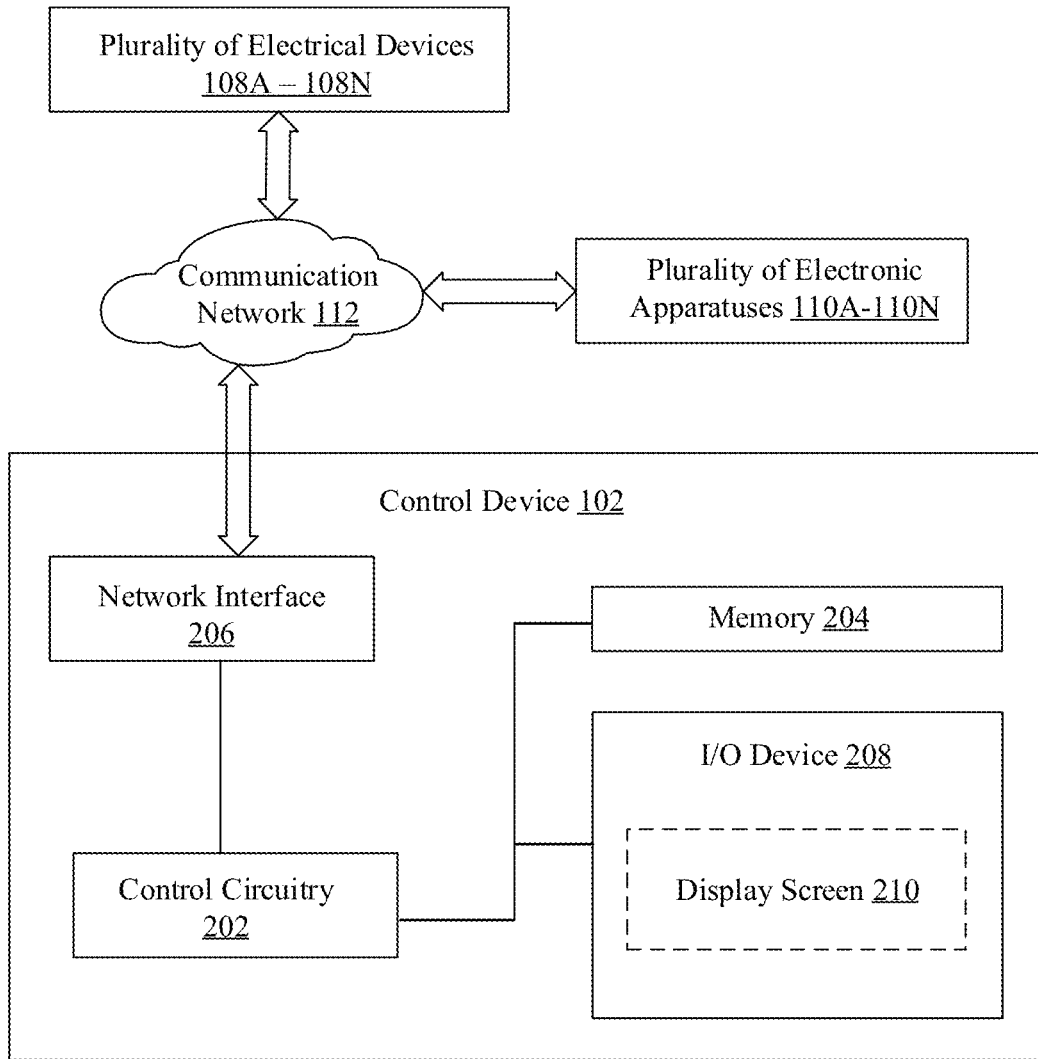 Plurality of Electrical Devices
108A – 108N
Communication
Network 112
Plurality of Electronic
Apparatuses 110A-110N
Control Device 102
Network Interface
206
Memory 204
I/O Device 208
Display Screen 210
Control Circuitry
202